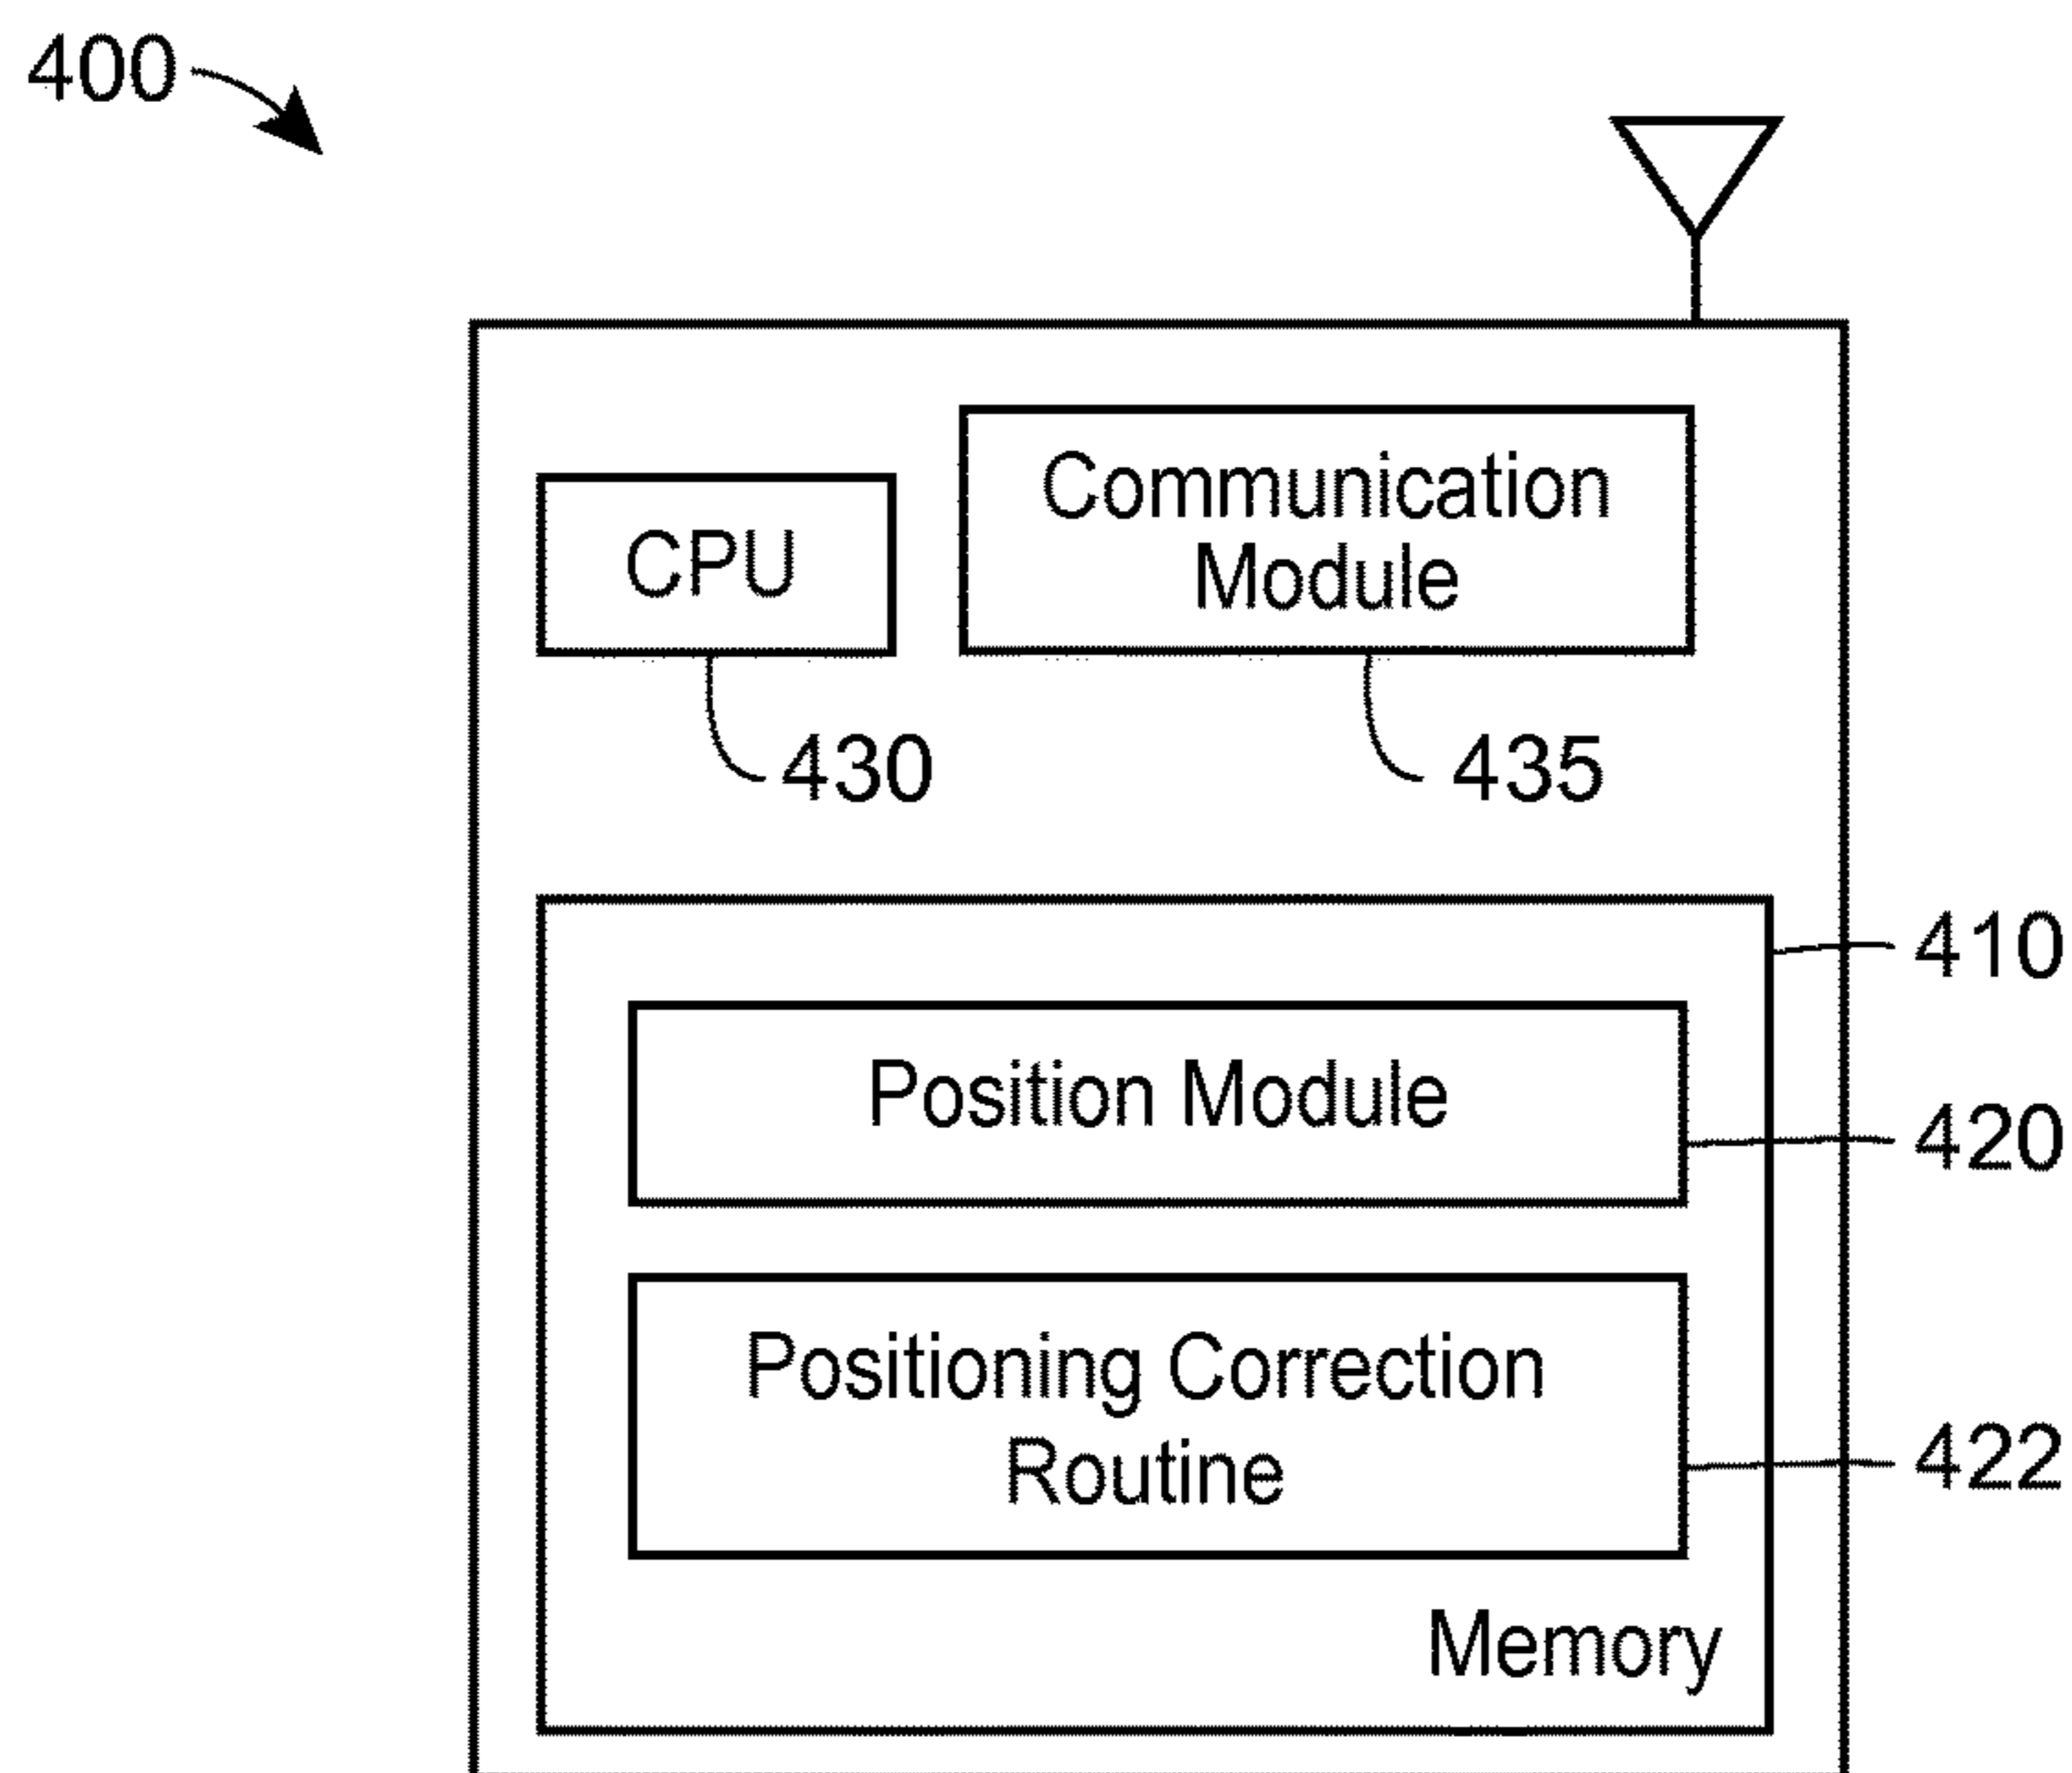 400
CPU
Communication
Module
430
435
410
Position Module
420
Positioning Correction
Routine
422
Memory